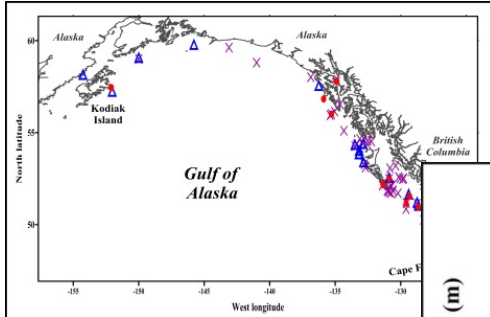 60
Alaska
Alaska
Kodiak
Island
55
North latitude
British
Columbia
Gulf of
Alaska
50
(m)
Cape
-155
-150
-145
-140
-135
-130
West longitude